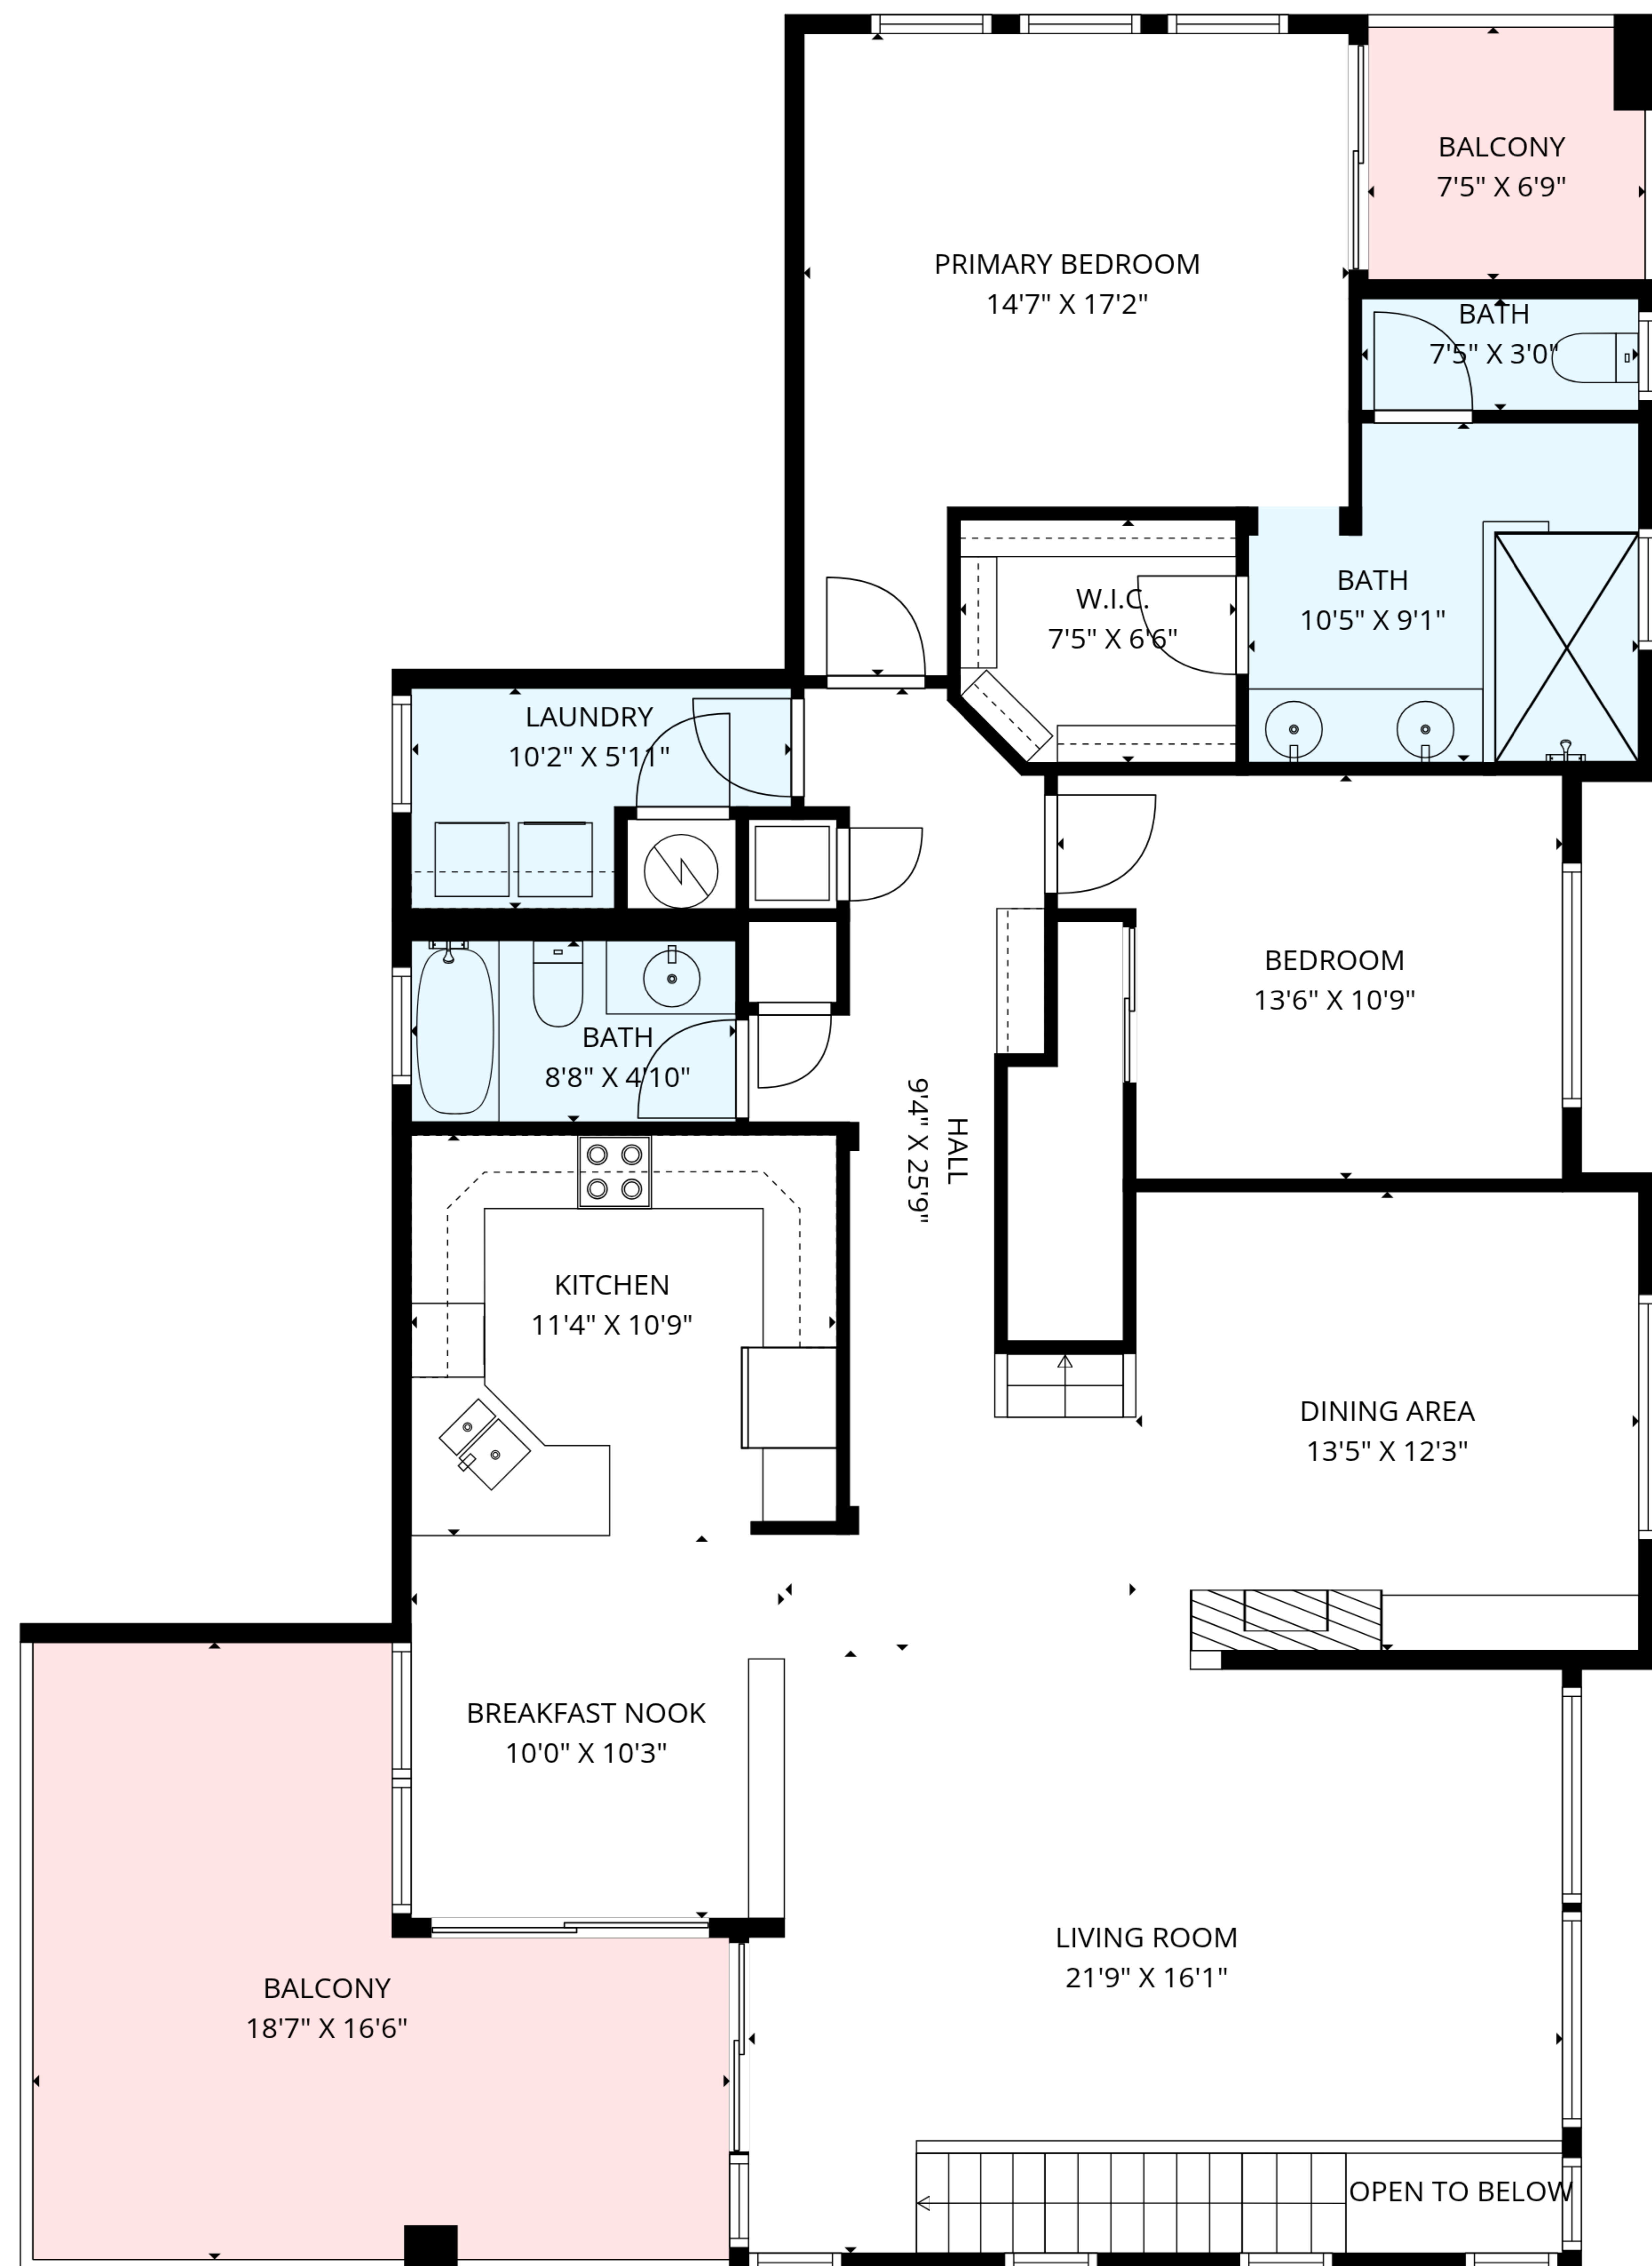 BALCONY
7'5" X 6'9"
PRIMARY BEDROOM
14'7" X 17'2"
BATH
7'5" X 3'0"
W.I.C.
7'5" X 6'6"
BATH
10'5" X 9'1"
LAUNDRY
10'2" X 5'11"
BEDROOM
13'6" X 10'9"
BATH
8'8" X 4'10"
HALL
9'4" X 25'9"
KITCHEN
11'4" X 10'9"
DINING AREA
13'5" X 12'3"
BREAKFAST NOOK
10'0" X 10'3"
LIVING ROOM
21'9" X 16'1"
BALCONY
18'7" X 16'6"
OPEN TO BELOW